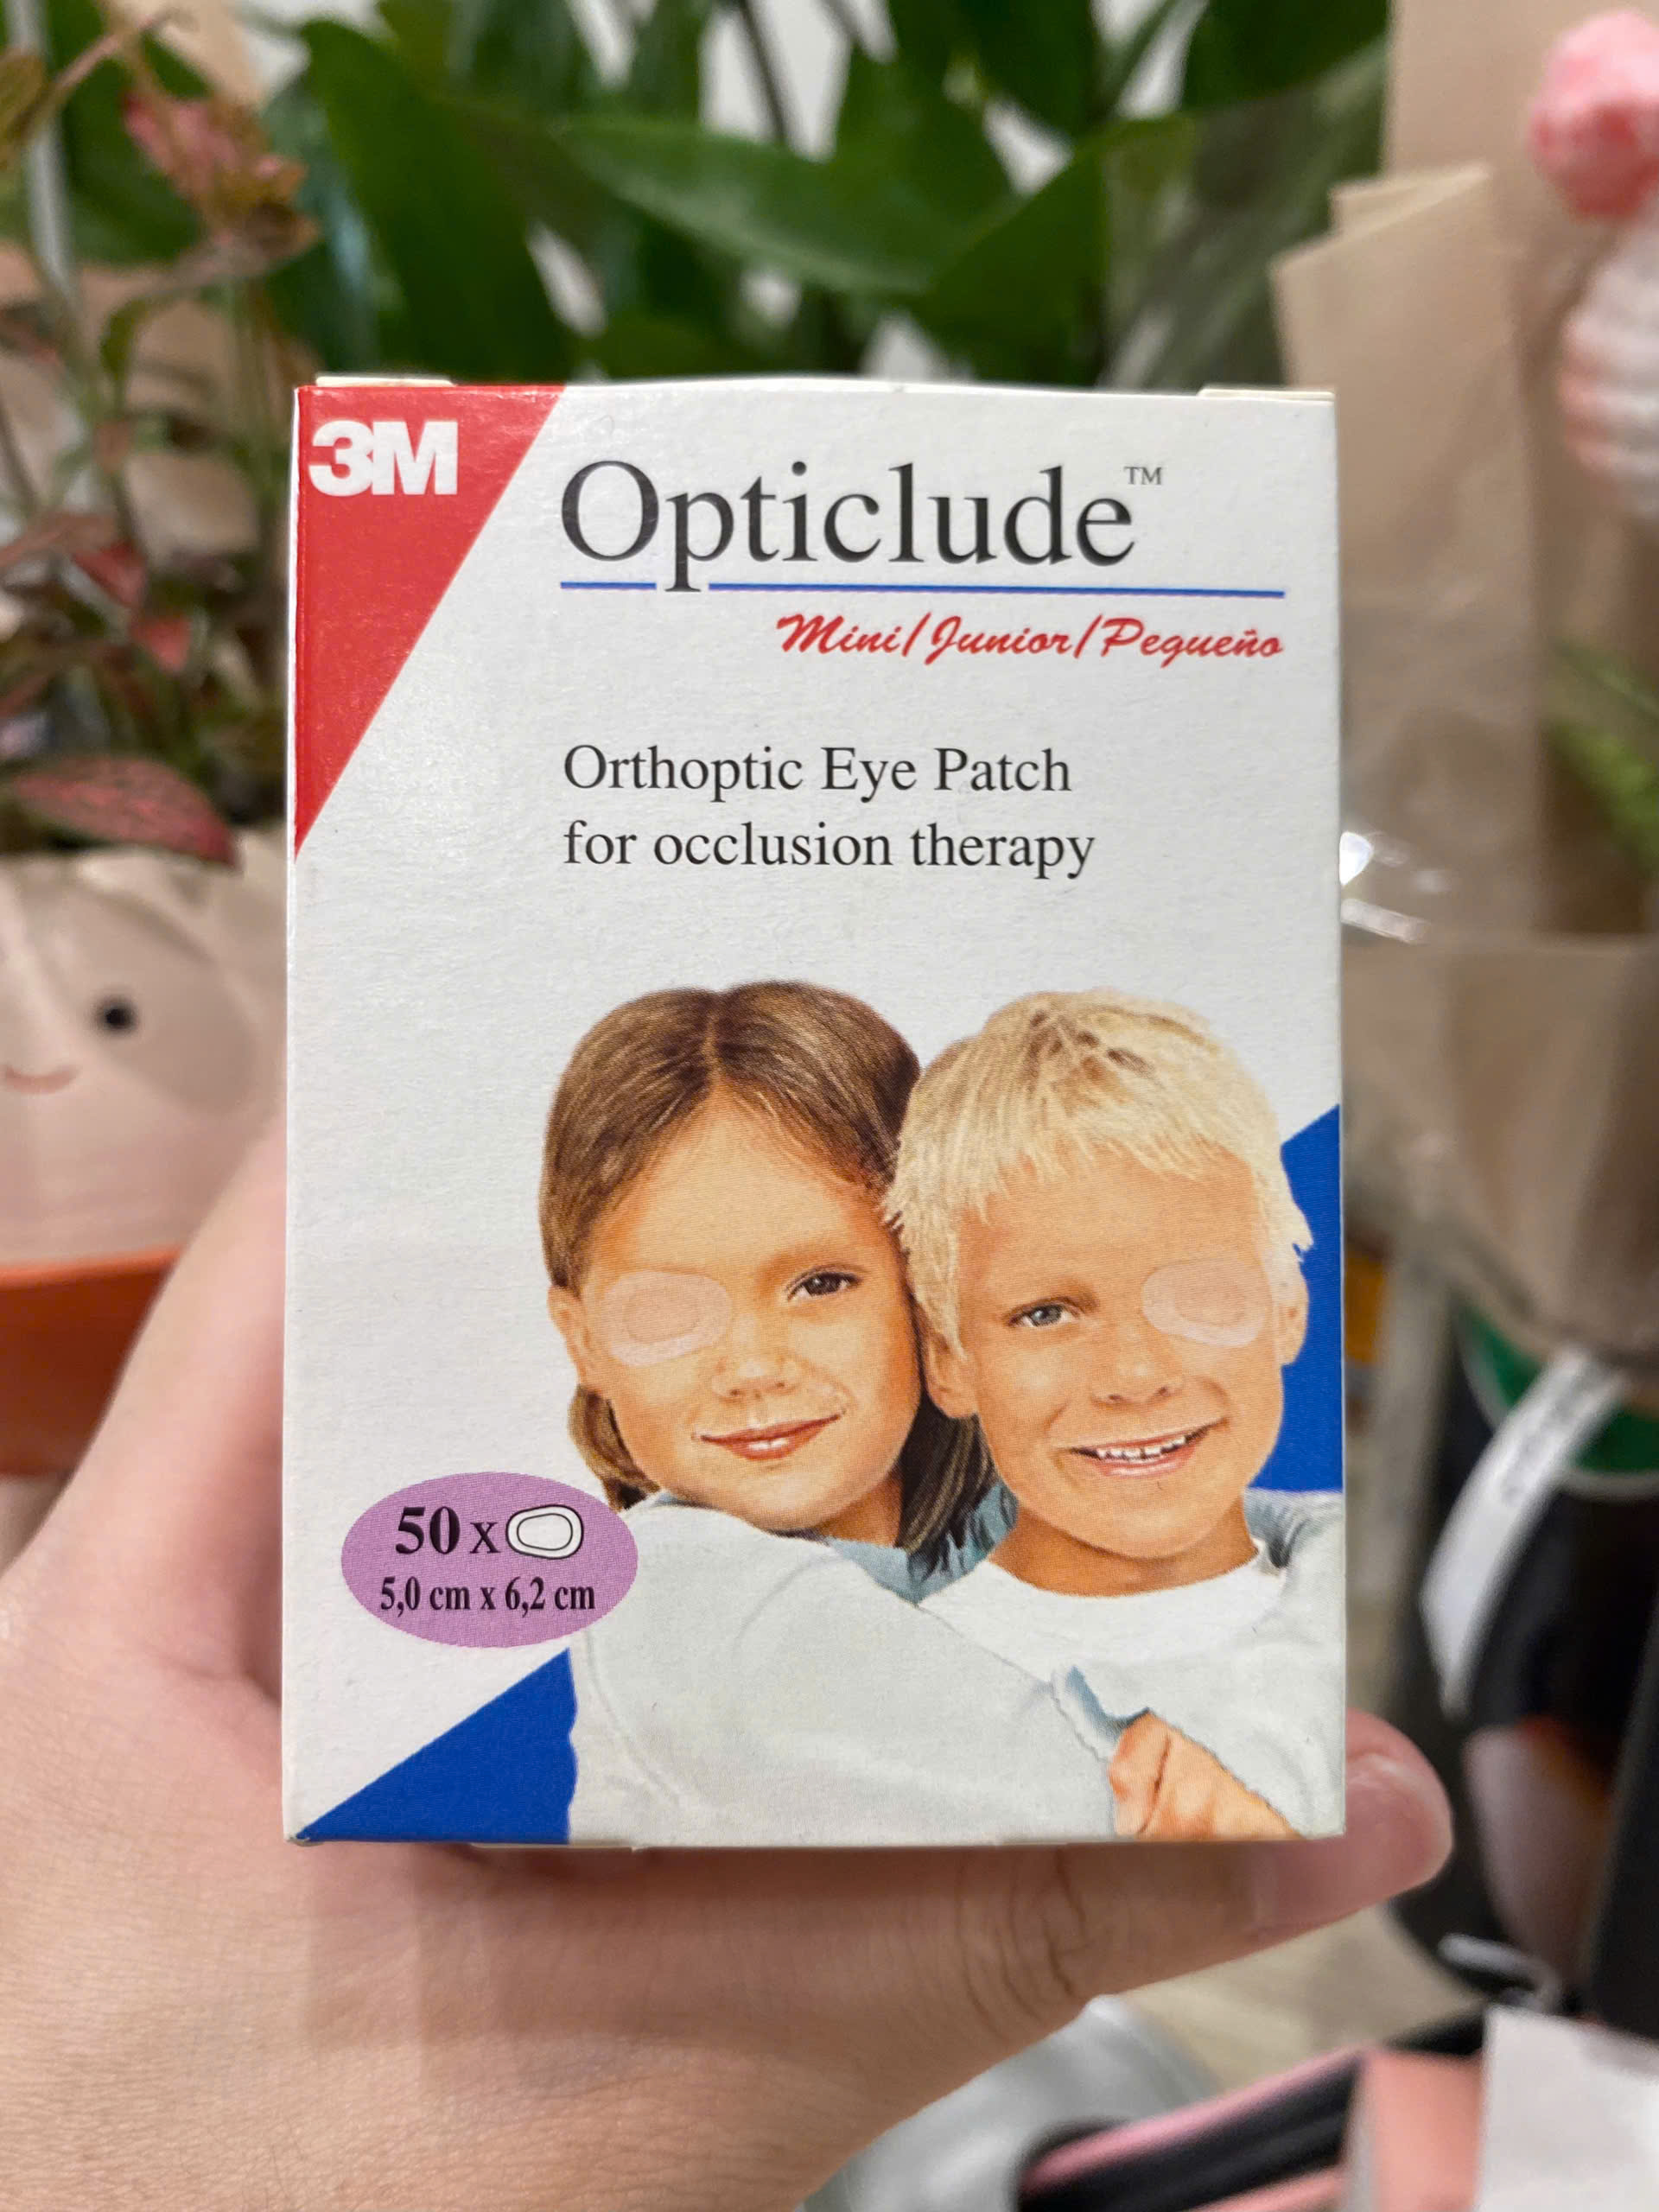 3M
Opticlude™
Mini/Junior/Pequeño
Orthoptic Eye Patch
for occlusion therapy
50 x
5,0 cm x 6,2 cm